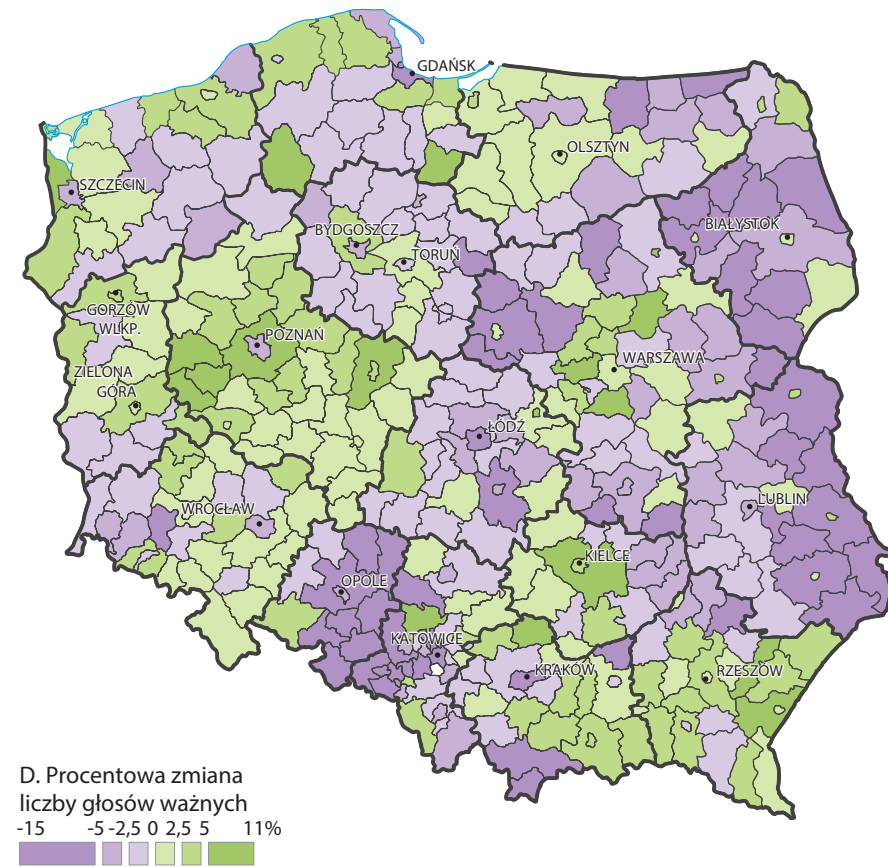 GDAŃSK
OLSZTYN
SZCZECIN
BIAŁYSTOK
BYDGOSZCZ
TORUŃ
GORZÓW
WLKP.
POZNAŃ
WARSZAWA
ZIELONA
GÓRA
ŁÓDŹ
WROCŁAW
LUBLIN
KIELCE
OPOLE
KATOWICE
KRAKÓW
RZESZÓW
D. Procentowa zmiana
liczby głosów ważnych
-15 -5 -2,5 0 2,5 5 11%